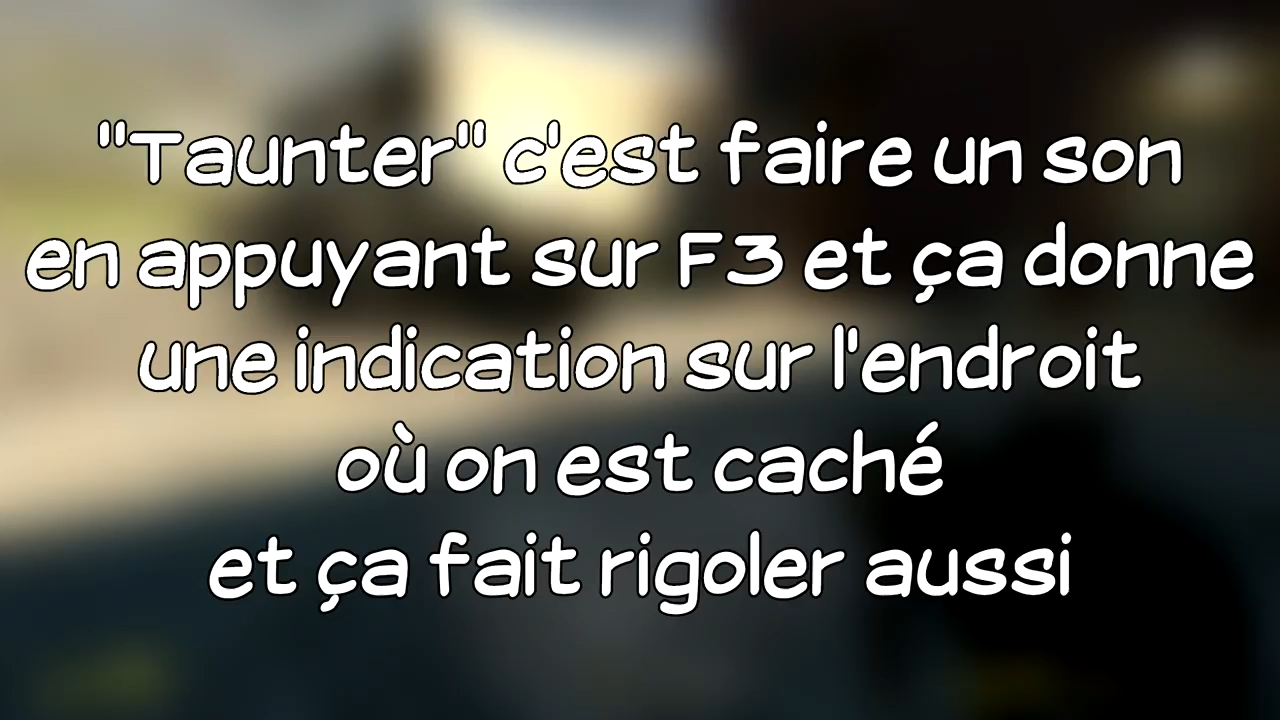 "Taunter" c'est faire un son
en appuyant sur F3 et ça donne
une indication sur l'endroit
où on est caché
et ça fait rigoler aussi